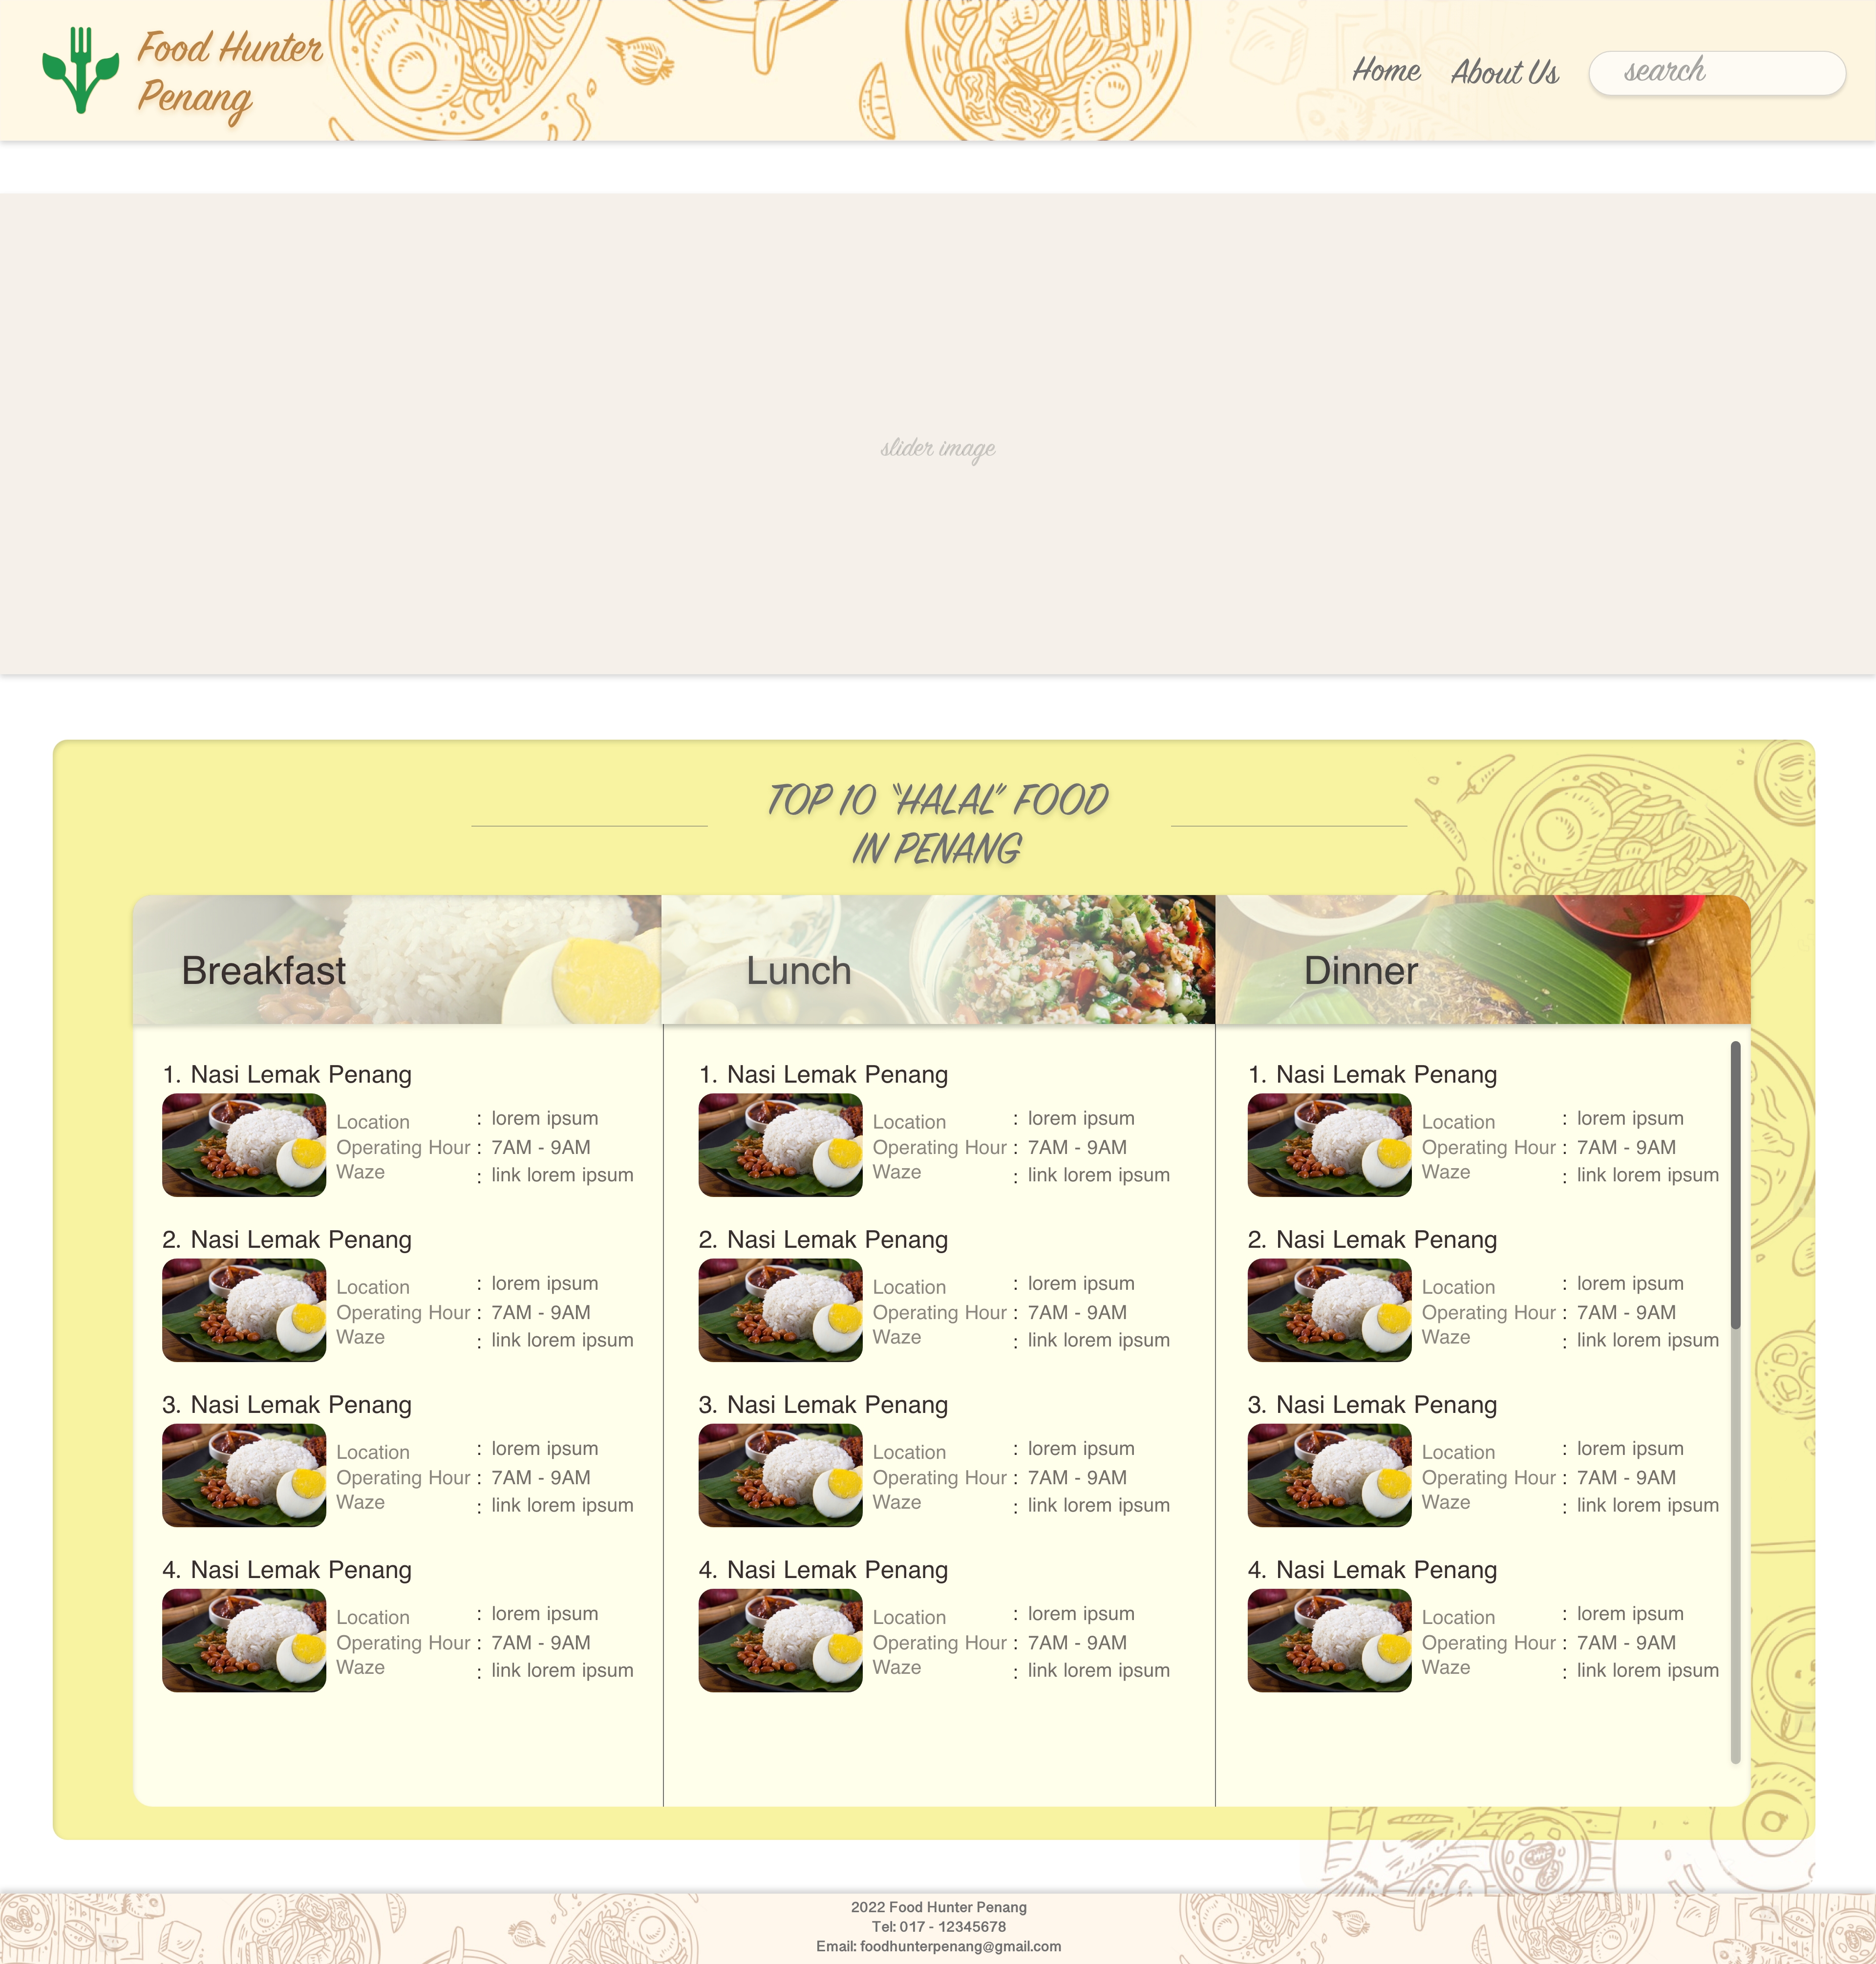 Food Hunter
Penang
Home
About Us
search
slider image
TOP 10 "HALAL" FOOD
IN PENANG
Breakfast
Lunch
Dinner
1. Nasi Lemak Penang
Location : lorem ipsum
Operating Hour : 7AM - 9AM
Waze : link lorem ipsum
2. Nasi Lemak Penang
Location : lorem ipsum
Operating Hour : 7AM - 9AM
Waze : link lorem ipsum
3. Nasi Lemak Penang
Location : lorem ipsum
Operating Hour : 7AM - 9AM
Waze : link lorem ipsum
4. Nasi Lemak Penang
Location : lorem ipsum
Operating Hour : 7AM - 9AM
Waze : link lorem ipsum
1. Nasi Lemak Penang
Location : lorem ipsum
Operating Hour : 7AM - 9AM
Waze : link lorem ipsum
2. Nasi Lemak Penang
Location : lorem ipsum
Operating Hour : 7AM - 9AM
Waze : link lorem ipsum
3. Nasi Lemak Penang
Location : lorem ipsum
Operating Hour : 7AM - 9AM
Waze : link lorem ipsum
4. Nasi Lemak Penang
Location : lorem ipsum
Operating Hour : 7AM - 9AM
Waze : link lorem ipsum
1. Nasi Lemak Penang
Location : lorem ipsum
Operating Hour : 7AM - 9AM
Waze : link lorem ipsum
2. Nasi Lemak Penang
Location : lorem ipsum
Operating Hour : 7AM - 9AM
Waze : link lorem ipsum
3. Nasi Lemak Penang
Location : lorem ipsum
Operating Hour : 7AM - 9AM
Waze : link lorem ipsum
4. Nasi Lemak Penang
Location : lorem ipsum
Operating Hour : 7AM - 9AM
Waze : link lorem ipsum
2022 Food Hunter Penang
Tel: 017 - 12345678
Email: foodhunterpenang@gmail.com